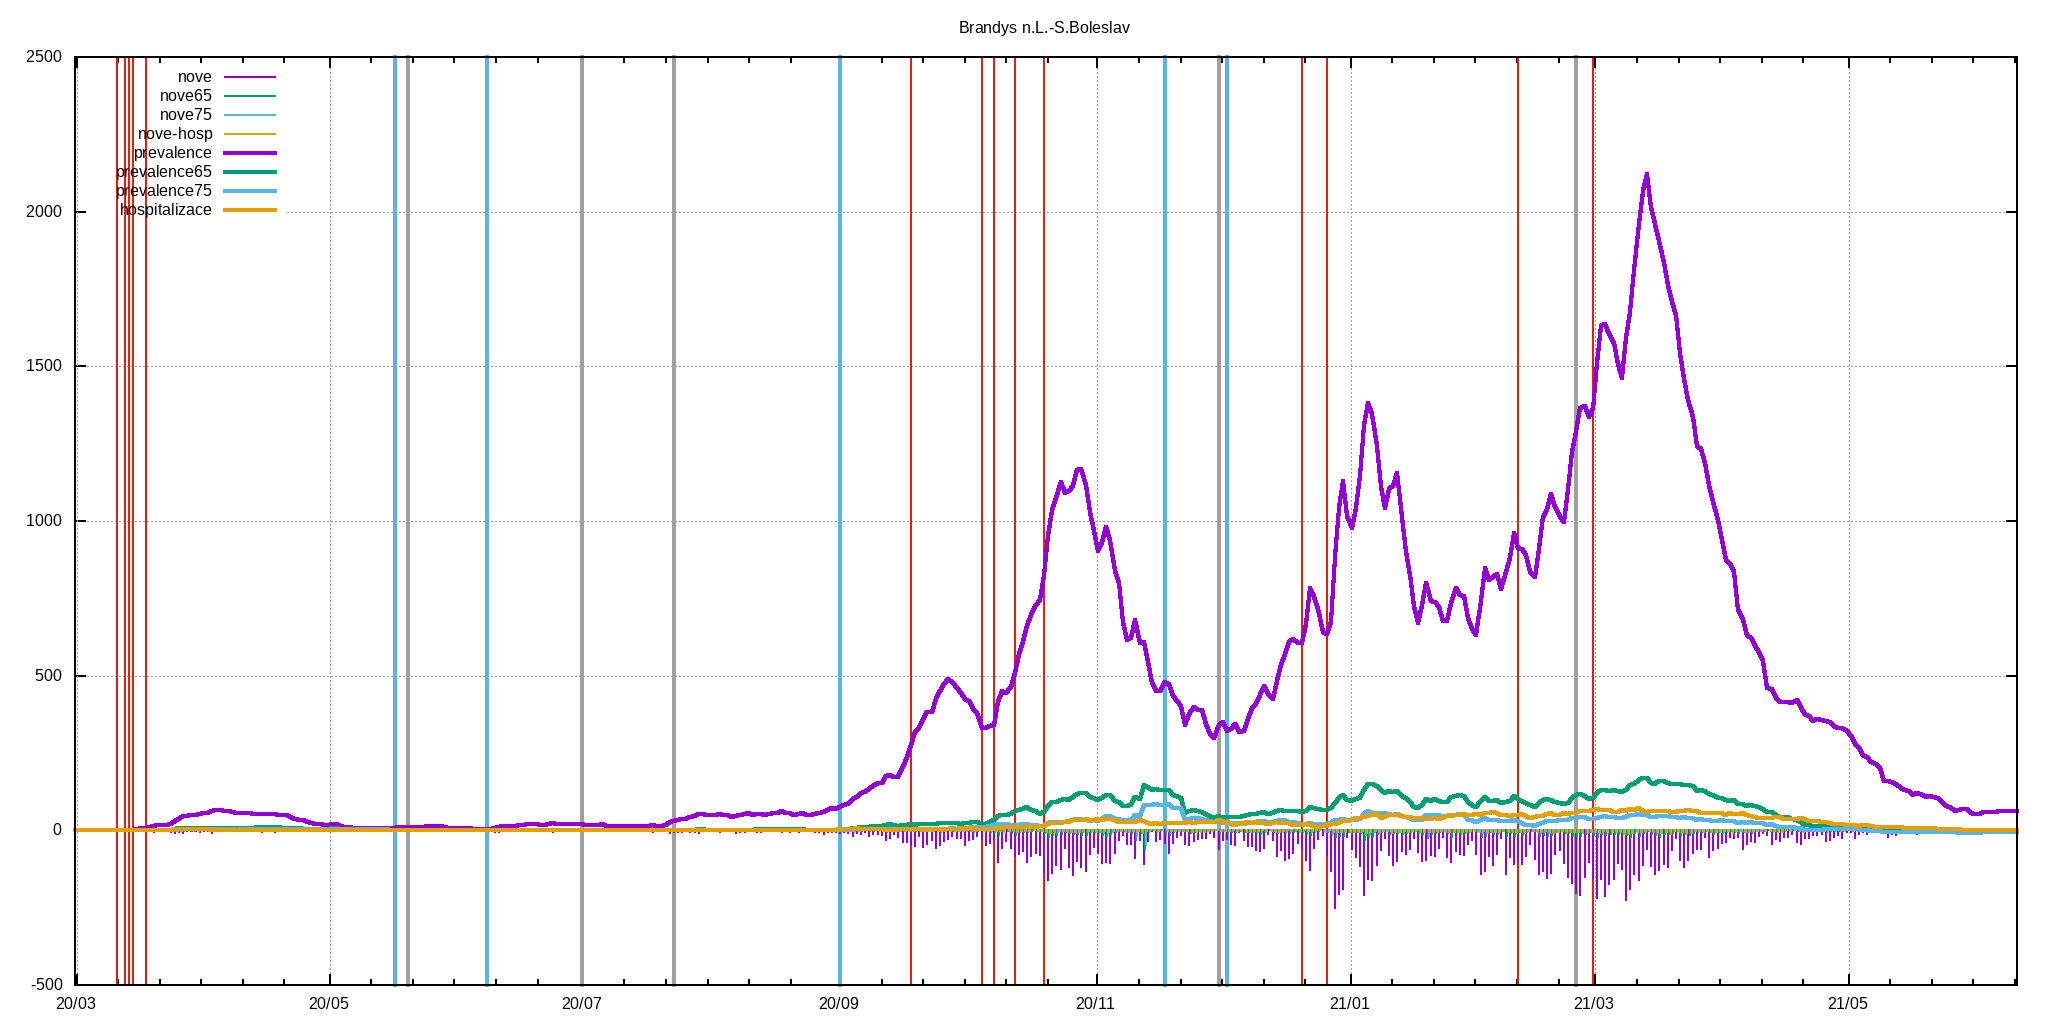 Brandys n.L.-S.Boleslav
2500
2000
1500
1000
500
0
-500
nove
nove65
nove75
nove-hosp
prevalence
prevalence65
prevalence75
hospitalizace
20/03 20/05 20/07 20/09 20/11 21/01 21/03 21/05